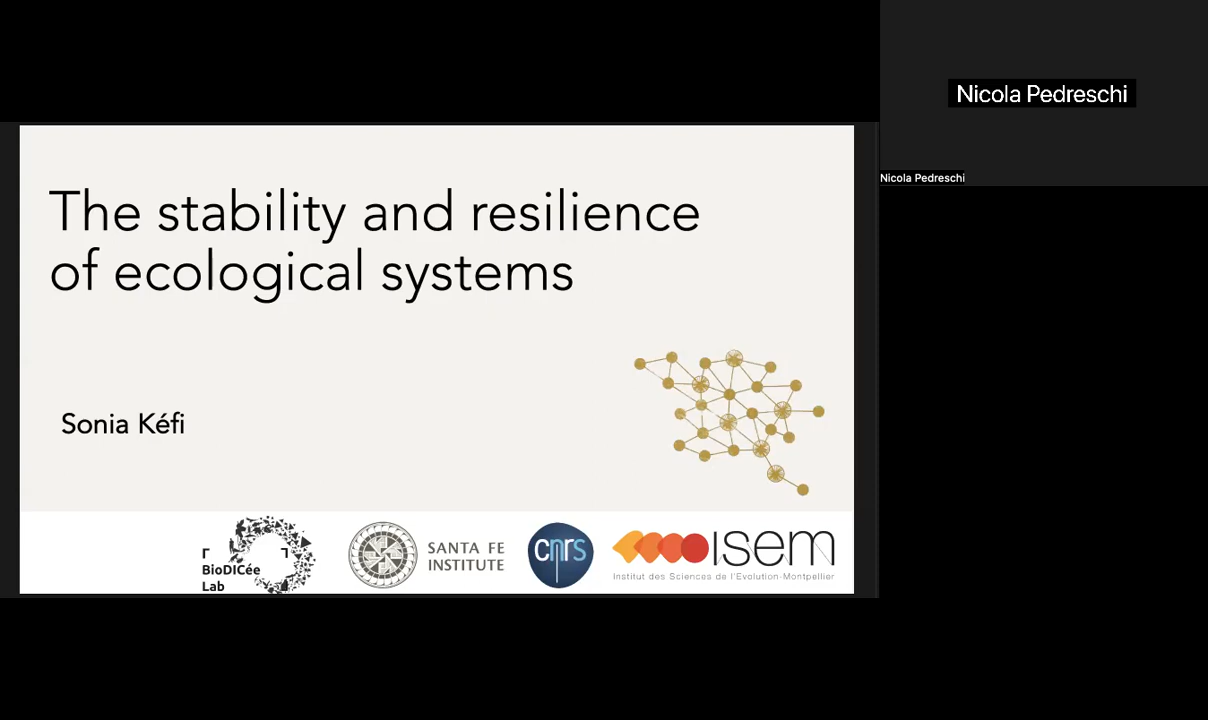 The stability and resilience
of ecological systems
Sonia Kéfi
BioDICée
Lab
SANTA FE
INSTITUTE
cnrs
isem
Institut des Sciences de l'Evolution-Montpellier
Nicola Pedreschi
Nicola Pedreschi